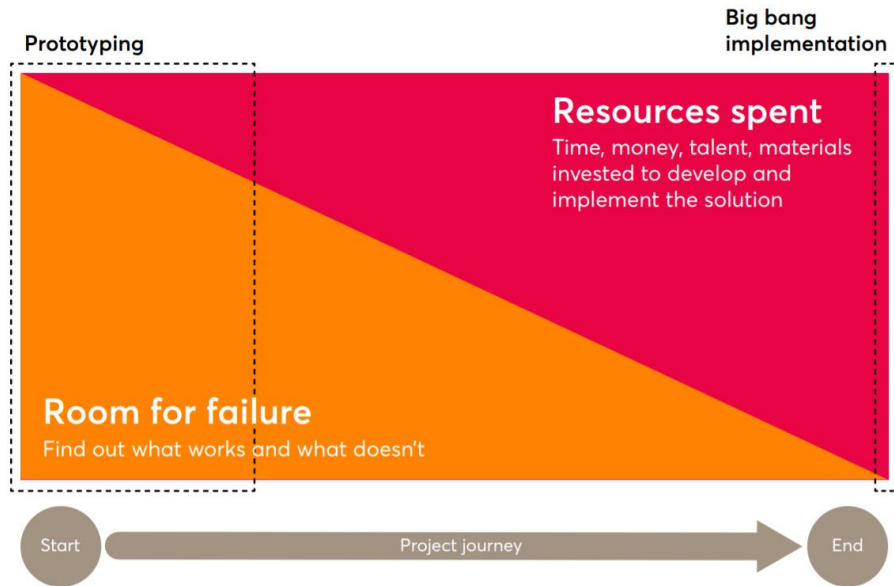 Prototyping
Big bang
implementation
Resources spent
Time, money, talent, materials
invested to develop and
implement the solution
Room for failure
Find out what works and what doesn't
Start
Project journey
End